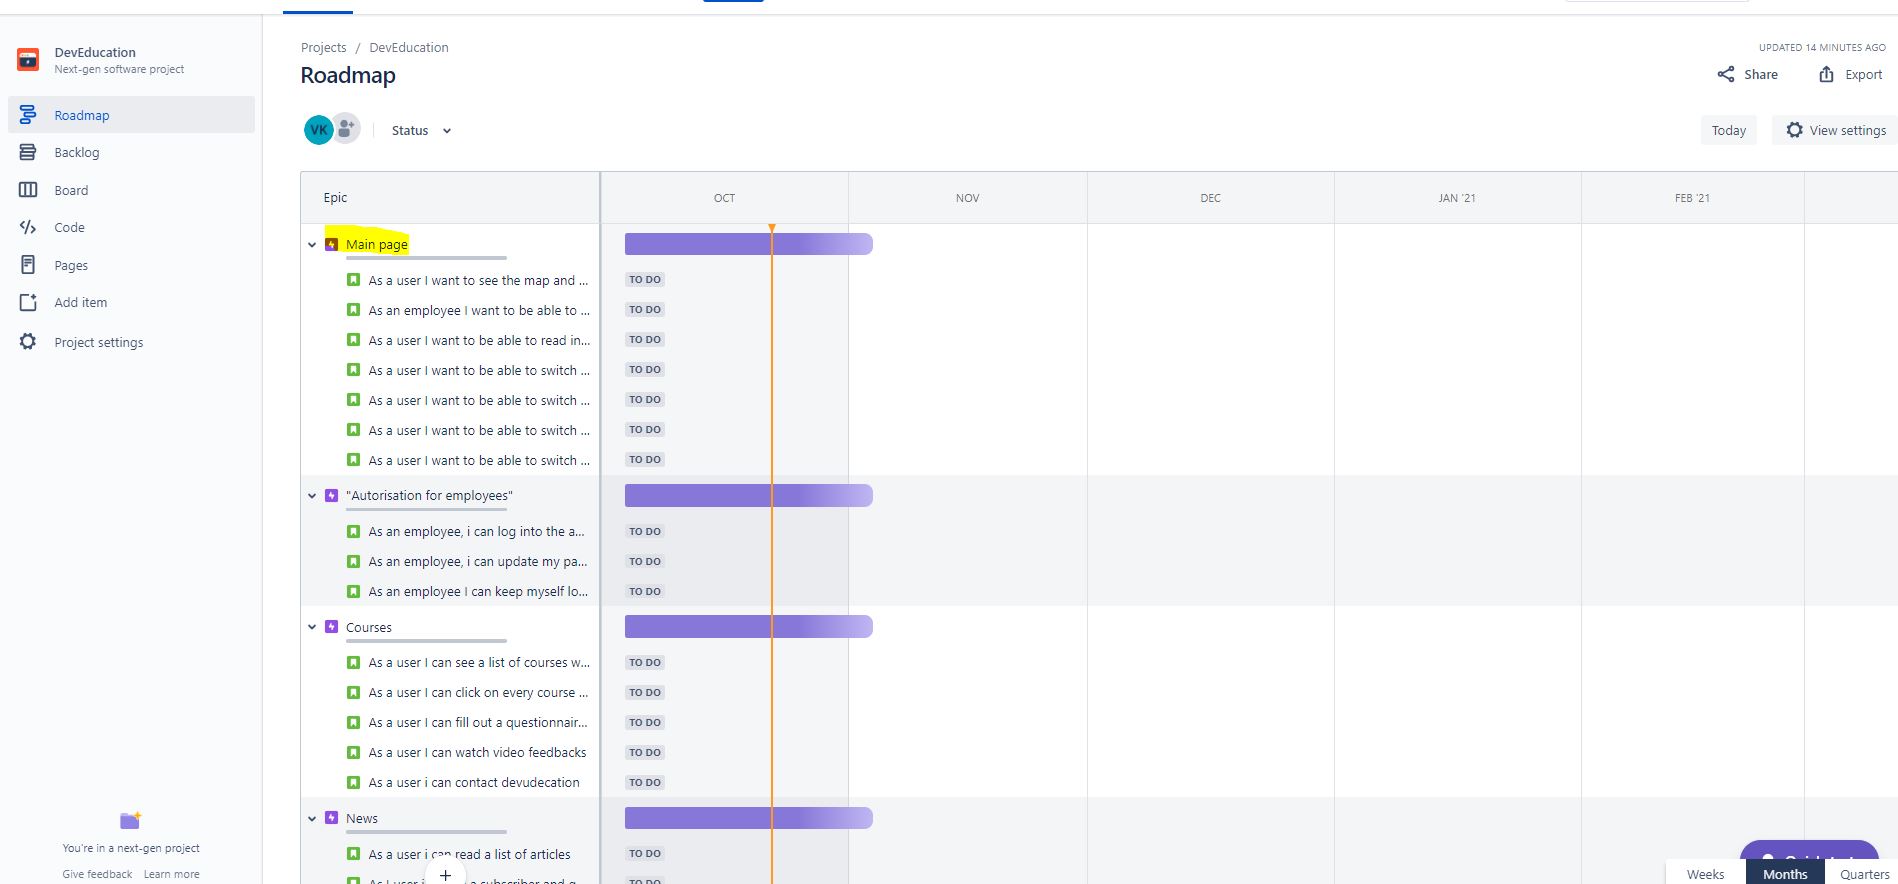 DevEducation
Next-gen software project
Roadmap
Backlog
Board
Code
Pages
Add item
Project settings
You're in a next-gen project
Give feedback Learn more
Projects / DevEducation
UPDATED 14 MINUTES AGO
Roadmap
Share Export
VK Status
Today View settings
Epic OCT NOV DEC JAN '21 FEB '21
Main page
As a user I want to see the map and ... TO DO
As an employee I want to be able to ... TO DO
As a user I want to be able to read in... TO DO
As a user I want to be able to switch ... TO DO
As a user I want to be able to switch ... TO DO
As a user I want to be able to switch ... TO DO
As a user I want to be able to switch ... TO DO
"Autorisation for employees"
As an employee, i can log into the a... TO DO
As an employee, i can update my pa... TO DO
As an employee I can keep myself lo... TO DO
Courses
As a user I can see a list of courses w... TO DO
As a user I can click on every course ... TO DO
As a user I can fill out a questionnair... TO DO
As a user I can watch video feedbacks TO DO
As a user i can contact devudecation TO DO
News
As a user i can read a list of articles TO DO
a subscriber and TO DO
Weeks Months Quarters